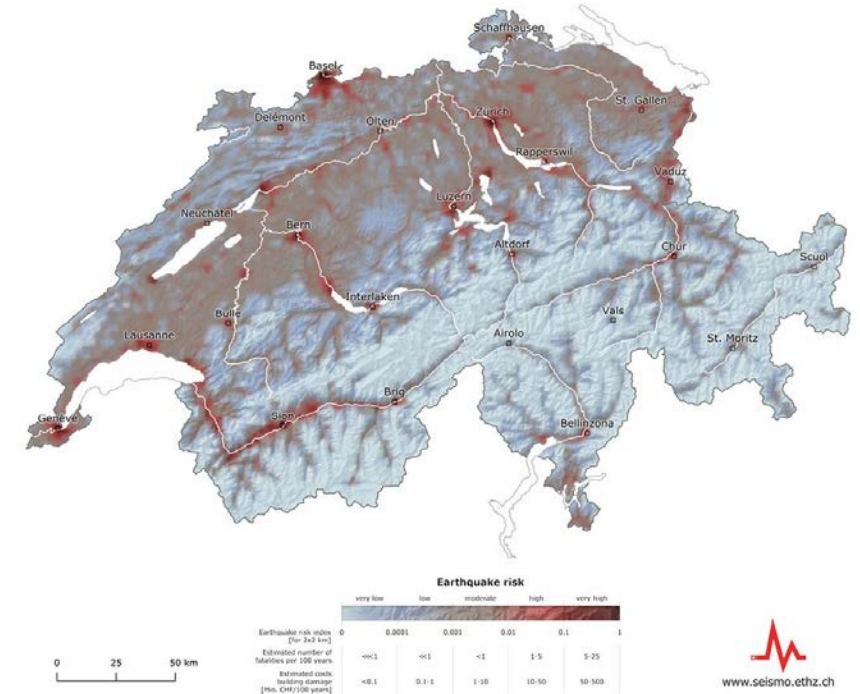 Schaffhausen
Basel
St. Gallen
Delémont
Olten
Zürich
Rapperswil
Vaduz
Luzern
Neuchâtel
Bern
Altdorf
Chur
Scuol
Interlaken
Vals
Bulle
Airolo
Lausanne
St. Moritz
Brig
Sion
Genève
Bellinzona
Earthquake risk
very low low moderate high very high
Earthquake risk index
[for 2x2 km]
0 0.0001 0.001 0.01 0.1 1
Estimated number of
fatalities per 100 years
<<<1 <<1 <1 1-5 5-25
Estimated costs
building damage
[Mio. CHF/100 years]
<0.1 0.1-1 1-10 10-50 50-500
0 25 50 km
www.seismo.ethz.ch